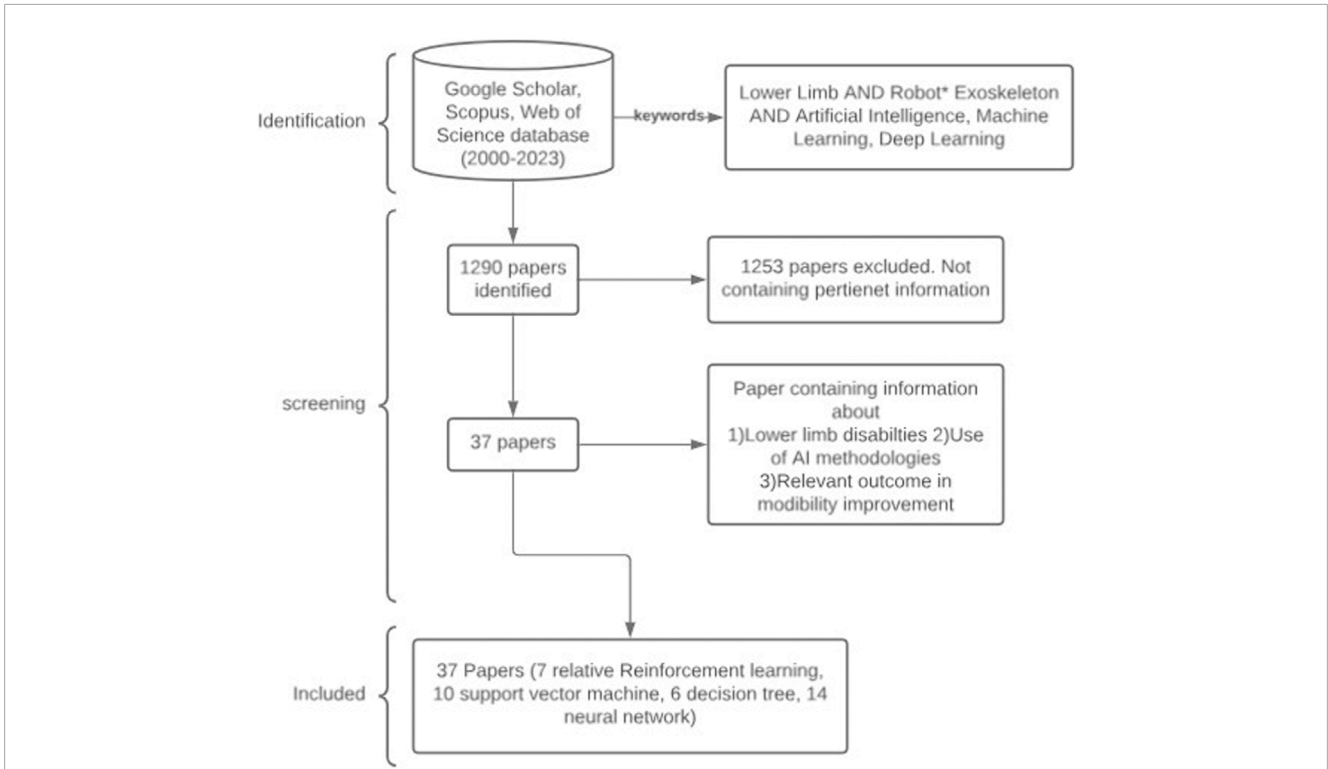 Identification
Google Scholar,
Scopus, Web of
Science database
(2000-2023)
keywords
Lower Limb AND Robot* Exoskeleton
AND Artificial Intelligence, Machine
Learning, Deep Learning
screening
1290 papers
identified
1253 papers excluded. Not
containing pertienet information
37 papers
Paper containing information
about
1)Lower limb disabilties 2)Use
of AI methodologies
3)Relevant outcome in
modibility improvement
Included
37 Papers (7 relative Reinforcement learning,
10 support vector machine, 6 decision tree, 14
neural network)